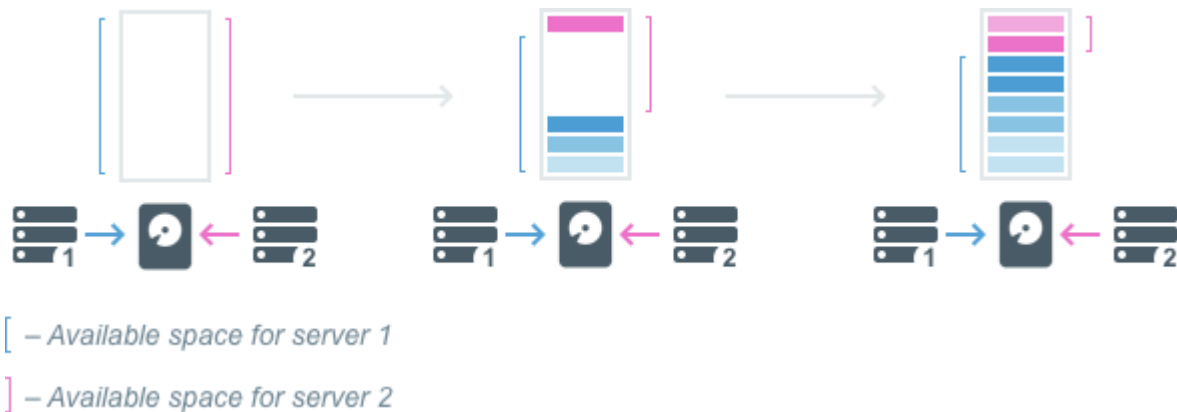 1 2 1 2 1 2
– Available space for server 1
– Available space for server 2